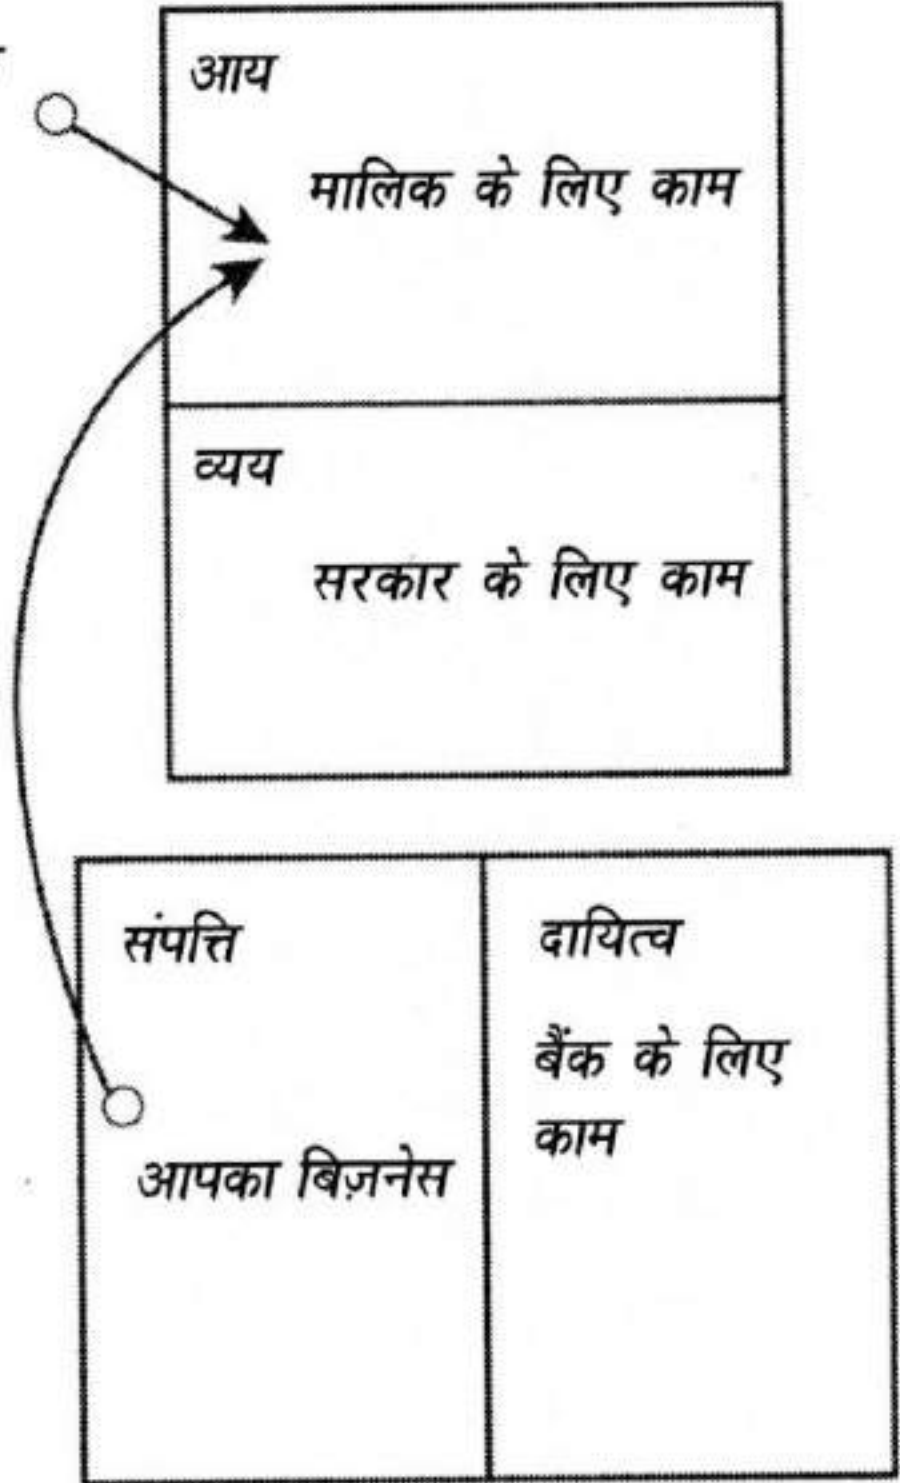 आय
मालिक के लिए काम
व्यय
सरकार के लिए काम
संपत्ति
आपका बिज़नेस
दायित्व
बैंक के लिए
काम